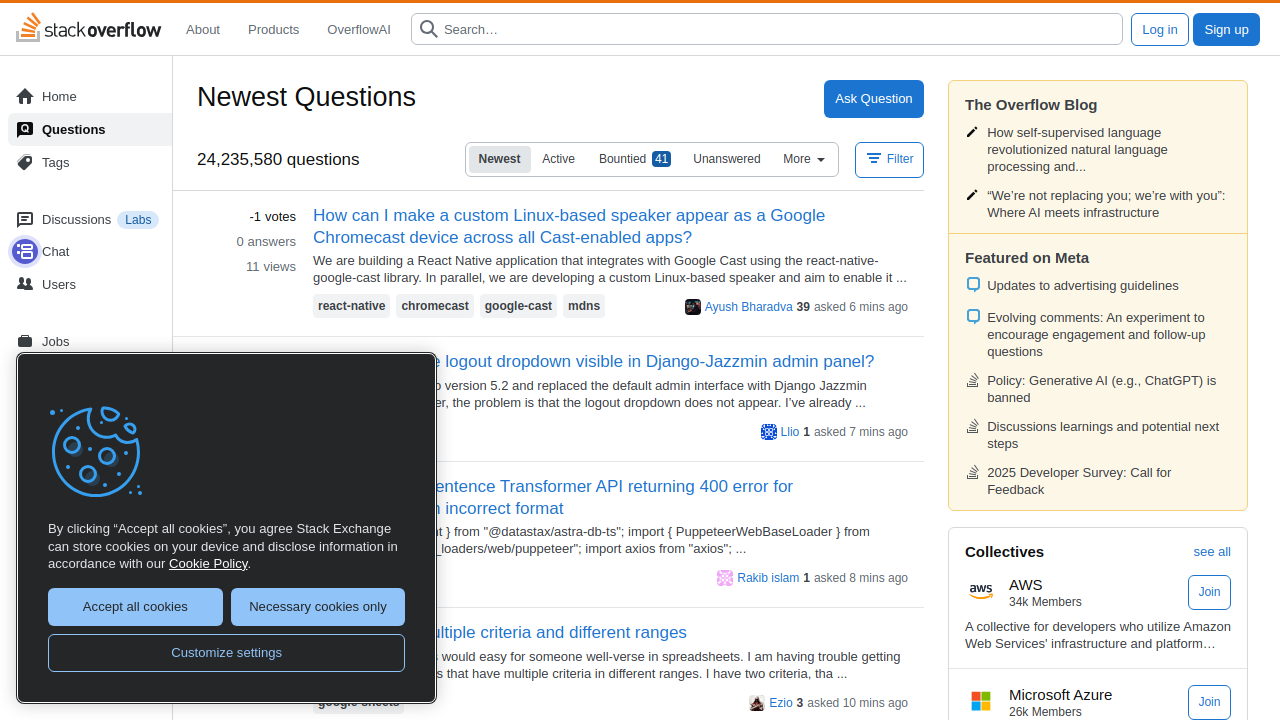 stack overflow
About
Products
OverflowAI
Search…
Log in
Sign up
Home
Questions
Tags
Discussions
Labs
Chat
Users
Jobs
Newest Questions
Ask Question
24,235,580 questions
Newest
Active
Bountied 41
Unanswered
More
Filter
-1 votes
0 answers
11 views
How can I make a custom Linux-based speaker appear as a Google
Chromecast device across all Cast-enabled apps?
We are building a React Native application that integrates with Google Cast using the react-native-
google-cast library. In parallel, we are developing a custom Linux-based speaker and aim to enable it ...
react-native
chromecast
google-cast
mdns
Ayush Bharadva 39 asked 6 mins ago
logout dropdown visible in Django-Jazzmin admin panel?
version 5.2 and replaced the default admin interface with Django Jazzmin
the problem is that the logout dropdown does not appear. I’ve already ...
Llio 1 asked 7 mins ago
entence Transformer API returning 400 error for
incorrect format
} from "@datastax/astra-db-ts"; import { PuppeteerWebBaseLoader } from
_loaders/web/puppeteer"; import axios from "axios"; ...
Rakib islam 1 asked 8 mins ago
ultiple criteria and different ranges
would easy for someone well-verse in spreadsheets. I am having trouble getting
that have multiple criteria in different ranges. I have two criteria, tha ...
google-sheets
Ezio 3 asked 10 mins ago
The Overflow Blog
How self-supervised language
revolutionized natural language
processing and...
“We’re not replacing you; we’re with you”:
Where AI meets infrastructure
Featured on Meta
Updates to advertising guidelines
Evolving comments: An experiment to
encourage engagement and follow-up
questions
Policy: Generative AI (e.g., ChatGPT) is
banned
Discussions learnings and potential next
steps
2025 Developer Survey: Call for
Feedback
Collectives
see all
aws
AWS
34k Members
Join
A collective for developers who utilize Amazon
Web Services' infrastructure and platform…
Microsoft Azure
26k Members
Join
By clicking “Accept all cookies”, you agree Stack Exchange
can store cookies on your device and disclose information in
accordance with our Cookie Policy.
Accept all cookies
Necessary cookies only
Customize settings